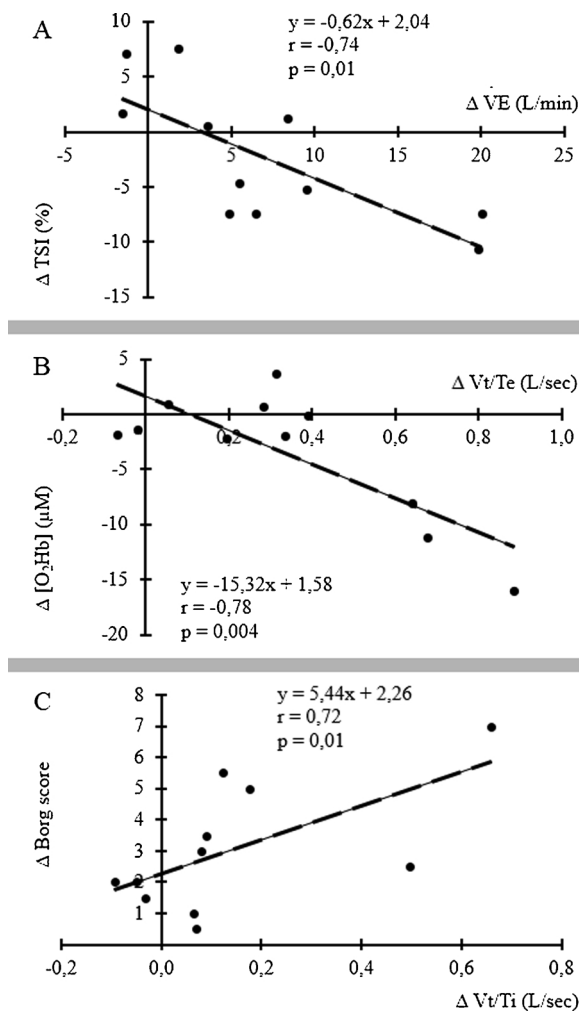 A
10
5
-5
-10
-15
y = -0,62x + 2,04
r = -0,74
p = 0,01
Δ V̇E (L/min)
-5
0
5
10
15
20
25
Δ TSI (%)
B
5
-5
-10
-15
-20
Δ Vt/Te (L/sec)
-0,2
0
0,2
0,4
0,6
0,8
1,0
Δ [O₂Hb] (µM)
y = -15,32x + 1,58
r = -0,78
p = 0,004
C
8
7
6
5
4
3
2
1
y = 5,44x + 2,26
r = 0,72
p = 0,01
Δ Borg score
-0,2
0,0
0,2
0,4
0,6
0,8
Δ Vt/Ti (L/sec)